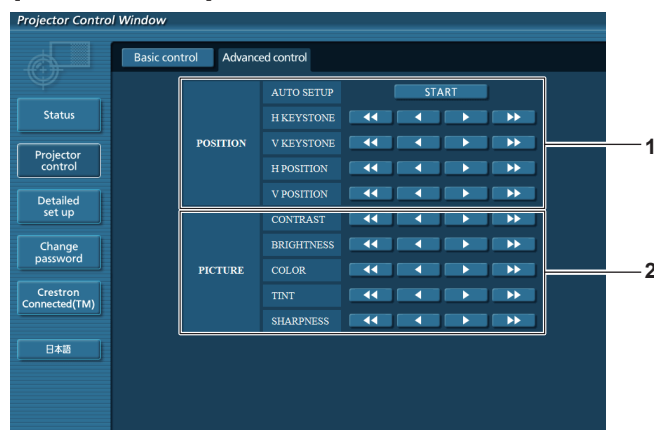 Projector Control Window
Basic control Advanced control
Status
Projector
control
Detailed
set up
Change
password
Crestron
Connected(TM)
日本語
POSITION
AUTO SETUP START
H KEYSTONE
V KEYSTONE
H POSITION
V POSITION
PICTURE
CONTRAST
BRIGHTNESS
COLOR
TINT
SHARPNESS
1
2